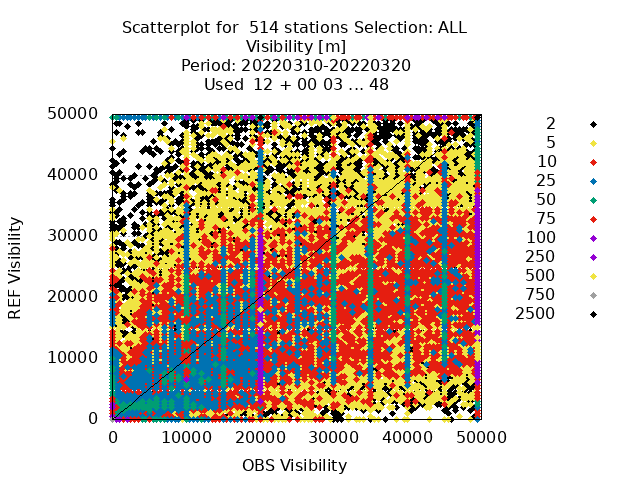 Scatterplot for  514 stations Selection: ALL
Visibility [m]
Period: 20220310-20220320
Used  12 + 00 03 ... 48
50000
40000
30000
20000
10000
0
REF Visibility
0 10000 20000 30000 40000 50000
OBS Visibility
2
5
10
25
50
75
100
250
500
750
2500